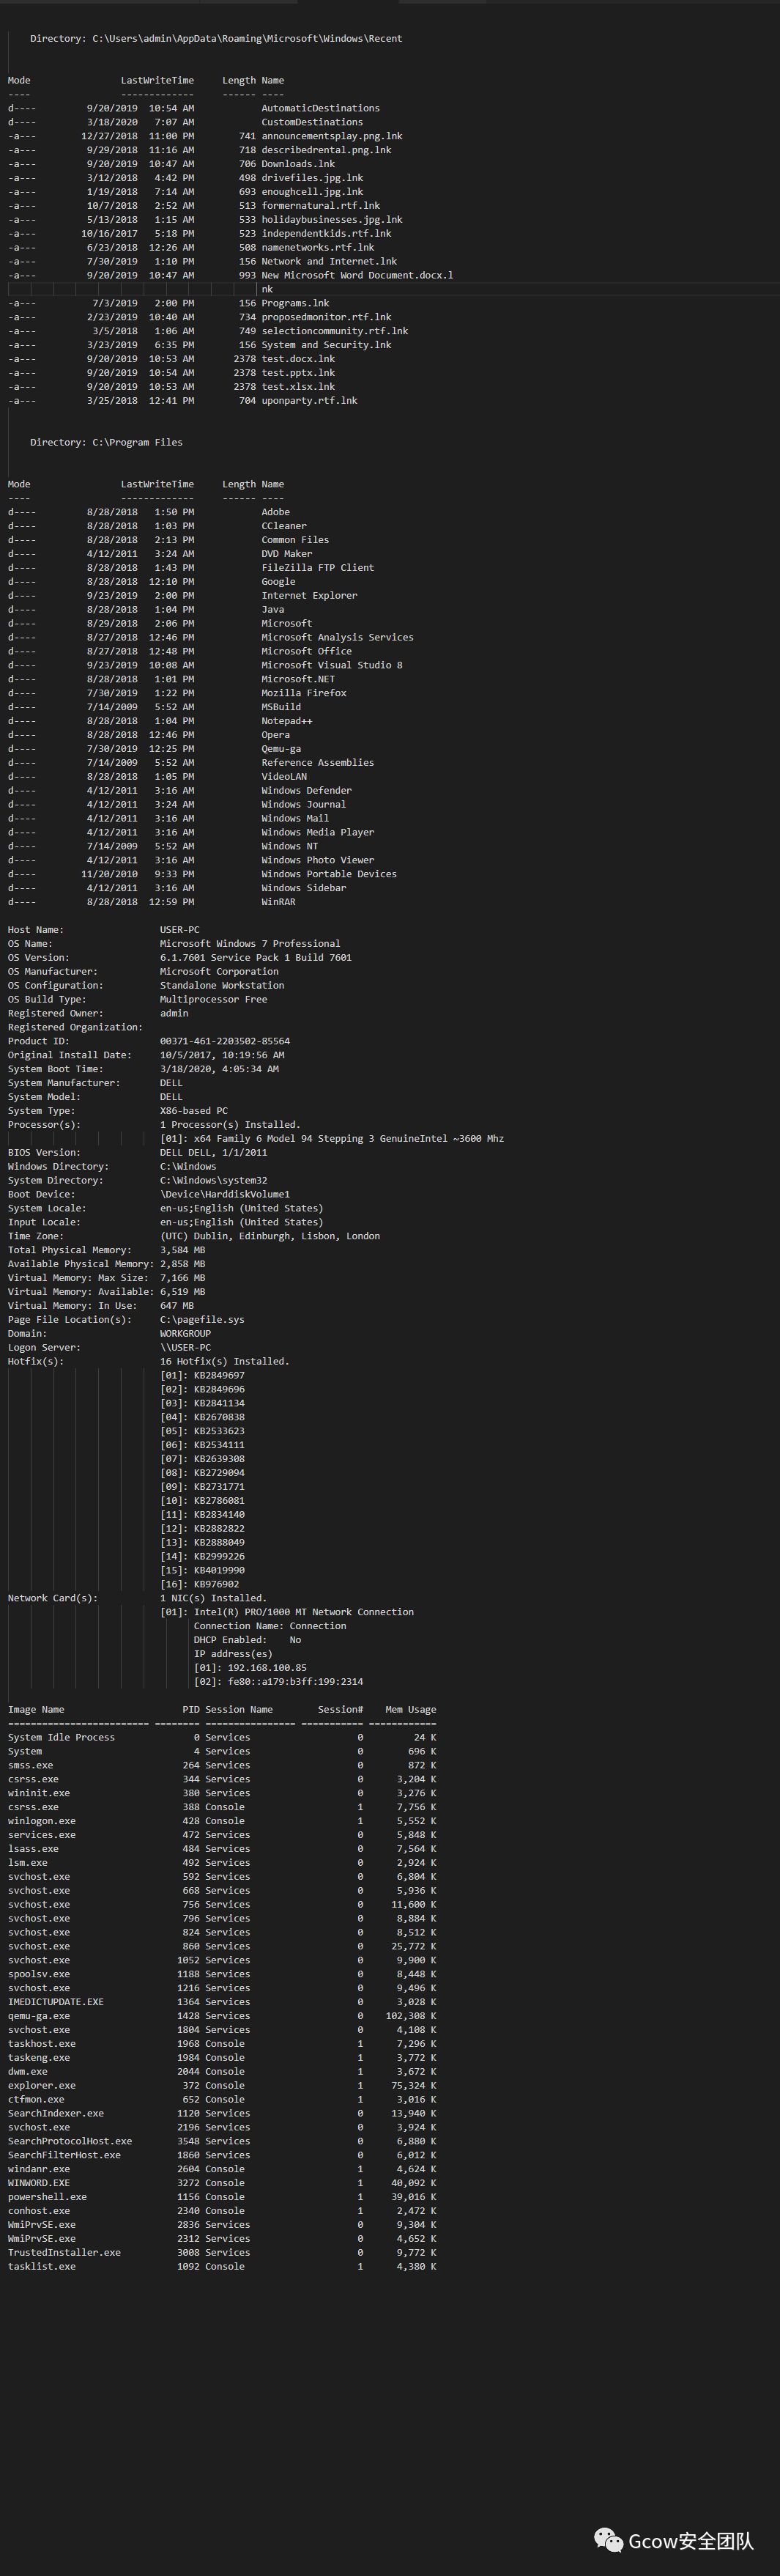 Directory: C:\Users\admin\AppData\Roaming\Microsoft\Windows\Recent
Mode LastWriteTime Length Name
---- ------------- ------ ----
d---- 9/20/2019 10:54 AM AutomaticDestinations
d---- 3/18/2020 7:07 AM CustomDestinations
-a--- 12/27/2018 11:00 PM 741 announcementsplay.png.lnk
-a--- 9/29/2018 11:16 AM 718 describedrental.png.lnk
-a--- 9/20/2019 10:47 AM 706 Downloads.lnk
-a--- 3/12/2018 4:42 PM 498 drivefiles.jpg.lnk
-a--- 1/19/2018 7:14 AM 693 enoughcell.jpg.lnk
-a--- 10/7/2018 2:52 AM 513 formernatural.rtf.lnk
-a--- 5/13/2018 1:15 AM 533 holidaybusinesses.jpg.lnk
-a--- 10/16/2017 5:18 PM 523 independentkids.rtf.lnk
-a--- 6/23/2018 12:26 AM 508 namenetworks.rtf.lnk
-a--- 7/30/2019 1:10 PM 156 Network and Internet.lnk
-a--- 9/20/2019 10:47 AM 993 New Microsoft Word Document.docx.l
nk
-a--- 7/3/2019 2:00 PM 156 Programs.lnk
-a--- 2/23/2019 10:40 AM 734 proposedmonitor.rtf.lnk
-a--- 3/5/2018 1:06 AM 749 selectioncommunity.rtf.lnk
-a--- 3/23/2019 6:35 PM 156 System and Security.lnk
-a--- 9/20/2019 10:53 AM 2378 test.docx.lnk
-a--- 9/20/2019 10:54 AM 2378 test.pptx.lnk
-a--- 9/20/2019 10:53 AM 2378 test.xlsx.lnk
-a--- 3/25/2018 12:41 PM 704 uponparty.rtf.lnk
Directory: C:\Program Files
Mode LastWriteTime Length Name
---- ------------- ------ ----
d---- 8/28/2018 1:50 PM Adobe
d---- 8/28/2018 1:03 PM CCleaner
d---- 8/28/2018 2:13 PM Common Files
d---- 4/12/2011 3:24 AM DVD Maker
d---- 8/28/2018 1:43 PM FileZilla FTP Client
d---- 8/28/2018 12:10 PM Google
d---- 9/23/2019 2:00 PM Internet Explorer
d---- 8/28/2018 1:04 PM Java
d---- 8/29/2018 2:06 PM Microsoft
d---- 8/27/2018 12:46 PM Microsoft Analysis Services
d---- 8/27/2018 12:48 PM Microsoft Office
d---- 9/23/2019 10:08 AM Microsoft Visual Studio 8
d---- 8/28/2018 1:01 PM Microsoft.NET
d---- 7/30/2019 1:22 PM Mozilla Firefox
d---- 7/14/2009 5:52 AM MSBuild
d---- 8/28/2018 1:04 PM Notepad++
d---- 8/28/2018 12:46 PM Opera
d---- 7/30/2019 12:25 PM Qemu-ga
d---- 7/14/2009 5:52 AM Reference Assemblies
d---- 8/28/2018 1:05 PM VideoLAN
d---- 4/12/2011 3:16 AM Windows Defender
d---- 4/12/2011 3:24 AM Windows Journal
d---- 4/12/2011 3:16 AM Windows Mail
d---- 4/12/2011 3:16 AM Windows Media Player
d---- 7/14/2009 5:52 AM Windows NT
d---- 4/12/2011 3:16 AM Windows Photo Viewer
d---- 11/20/2010 9:33 PM Windows Portable Devices
d---- 4/12/2011 3:16 AM Windows Sidebar
d---- 8/28/2018 12:59 PM WinRAR
Host Name: USER-PC
OS Name: Microsoft Windows 7 Professional
OS Version: 6.1.7601 Service Pack 1 Build 7601
OS Manufacturer: Microsoft Corporation
OS Configuration: Standalone Workstation
OS Build Type: Multiprocessor Free
Registered Owner: admin
Registered Organization:
Product ID: 00371-461-2203502-85564
Original Install Date: 10/5/2017, 10:19:56 AM
System Boot Time: 3/18/2020, 4:05:34 AM
System Manufacturer: DELL
System Model: DELL
System Type: X86-based PC
Processor(s): 1 Processor(s) Installed.
[01]: x64 Family 6 Model 94 Stepping 3 GenuineIntel ~3600 Mhz
BIOS Version: DELL DELL, 1/1/2011
Windows Directory: C:\Windows
System Directory: C:\Windows\system32
Boot Device: \Device\HarddiskVolume1
System Locale: en-us;English (United States)
Input Locale: en-us;English (United States)
Time Zone: (UTC) Dublin, Edinburgh, Lisbon, London
Total Physical Memory: 3,584 MB
Available Physical Memory: 2,858 MB
Virtual Memory: Max Size: 7,166 MB
Virtual Memory: Available: 6,519 MB
Virtual Memory: In Use: 647 MB
Page File Location(s): C:\pagefile.sys
Domain: WORKGROUP
Logon Server: \\USER-PC
Hotfix(s): 16 Hotfix(s) Installed.
[01]: KB2849697
[02]: KB2849696
[03]: KB2841134
[04]: KB2670838
[05]: KB2533623
[06]: KB2534111
[07]: KB2639308
[08]: KB2729094
[09]: KB2731771
[10]: KB2786081
[11]: KB2834140
[12]: KB2882822
[13]: KB2888049
[14]: KB2999226
[15]: KB4019990
[16]: KB976902
Network Card(s): 1 NIC(s) Installed.
[01]: Intel(R) PRO/1000 MT Network Connection
Connection Name: Connection
DHCP Enabled: No
IP address(es)
[01]: 192.168.100.85
[02]: fe80::a179:b3ff:199:2314
Image Name PID Session Name Session# Mem Usage
========================= ======== ================ =========== ============
System Idle Process 0 Services 0 24 K
System 4 Services 0 696 K
smss.exe 264 Services 0 872 K
csrss.exe 344 Services 0 3,204 K
wininit.exe 380 Services 0 3,276 K
csrss.exe 388 Console 1 7,756 K
winlogon.exe 428 Console 1 5,552 K
services.exe 472 Services 0 5,848 K
lsass.exe 484 Services 0 7,564 K
lsm.exe 492 Services 0 2,924 K
svchost.exe 592 Services 0 6,804 K
svchost.exe 668 Services 0 5,936 K
svchost.exe 756 Services 0 11,600 K
svchost.exe 796 Services 0 8,884 K
svchost.exe 824 Services 0 8,512 K
svchost.exe 860 Services 0 25,772 K
svchost.exe 1052 Services 0 9,900 K
spoolsv.exe 1188 Services 0 8,448 K
svchost.exe 1216 Services 0 9,496 K
IMEDICTUPDATE.EXE 1364 Services 0 3,028 K
qemu-ga.exe 1428 Services 0 102,308 K
svchost.exe 1804 Services 0 4,108 K
taskhost.exe 1968 Console 1 7,296 K
taskeng.exe 1984 Console 1 3,772 K
dwm.exe 2044 Console 1 3,672 K
explorer.exe 372 Console 1 75,324 K
ctfmon.exe 652 Console 1 3,016 K
SearchIndexer.exe 1120 Services 0 13,940 K
svchost.exe 2196 Services 0 3,924 K
SearchProtocolHost.exe 3548 Services 0 6,880 K
SearchFilterHost.exe 1860 Services 0 6,012 K
windanr.exe 2604 Console 1 4,624 K
WINWORD.EXE 3272 Console 1 40,092 K
powershell.exe 1156 Console 1 39,016 K
conhost.exe 2340 Console 1 2,472 K
WmiPrvSE.exe 2836 Services 0 9,304 K
WmiPrvSE.exe 2312 Services 0 4,652 K
TrustedInstaller.exe 3008 Services 0 9,772 K
tasklist.exe 1092 Console 1 4,380 K
Gcow安全团队